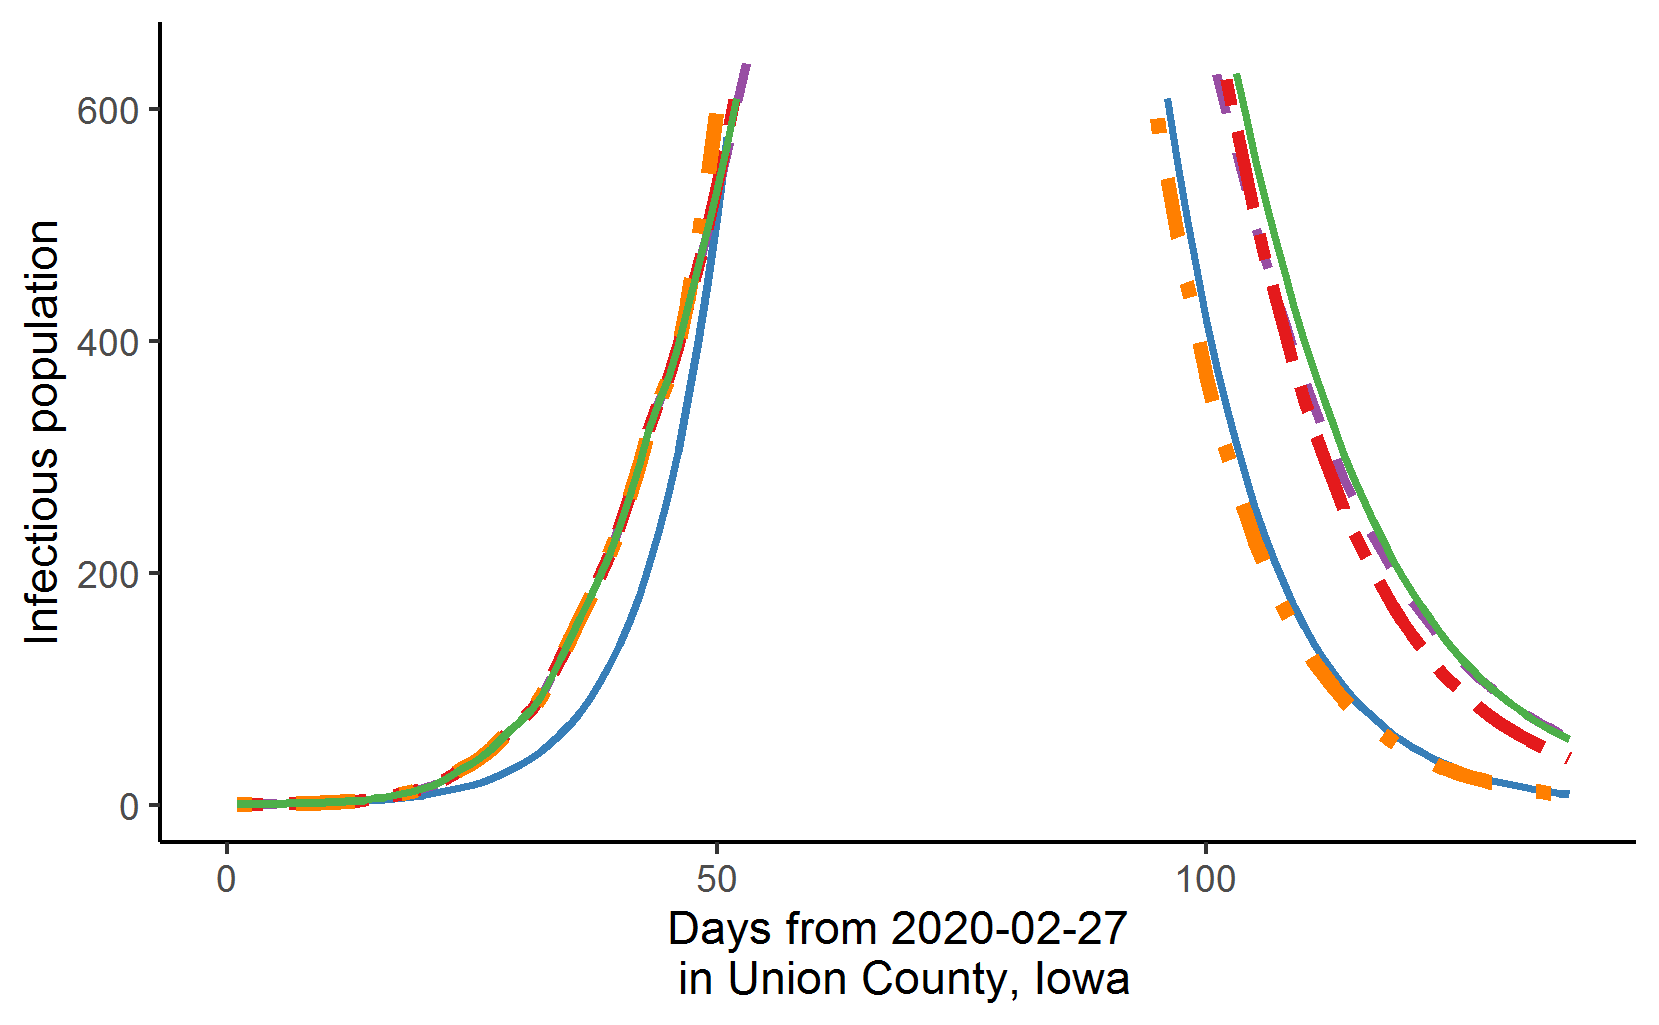 Infectious population
600
400
200
0
0 50 100
Days from 2020-02-27
in Union County, Iowa